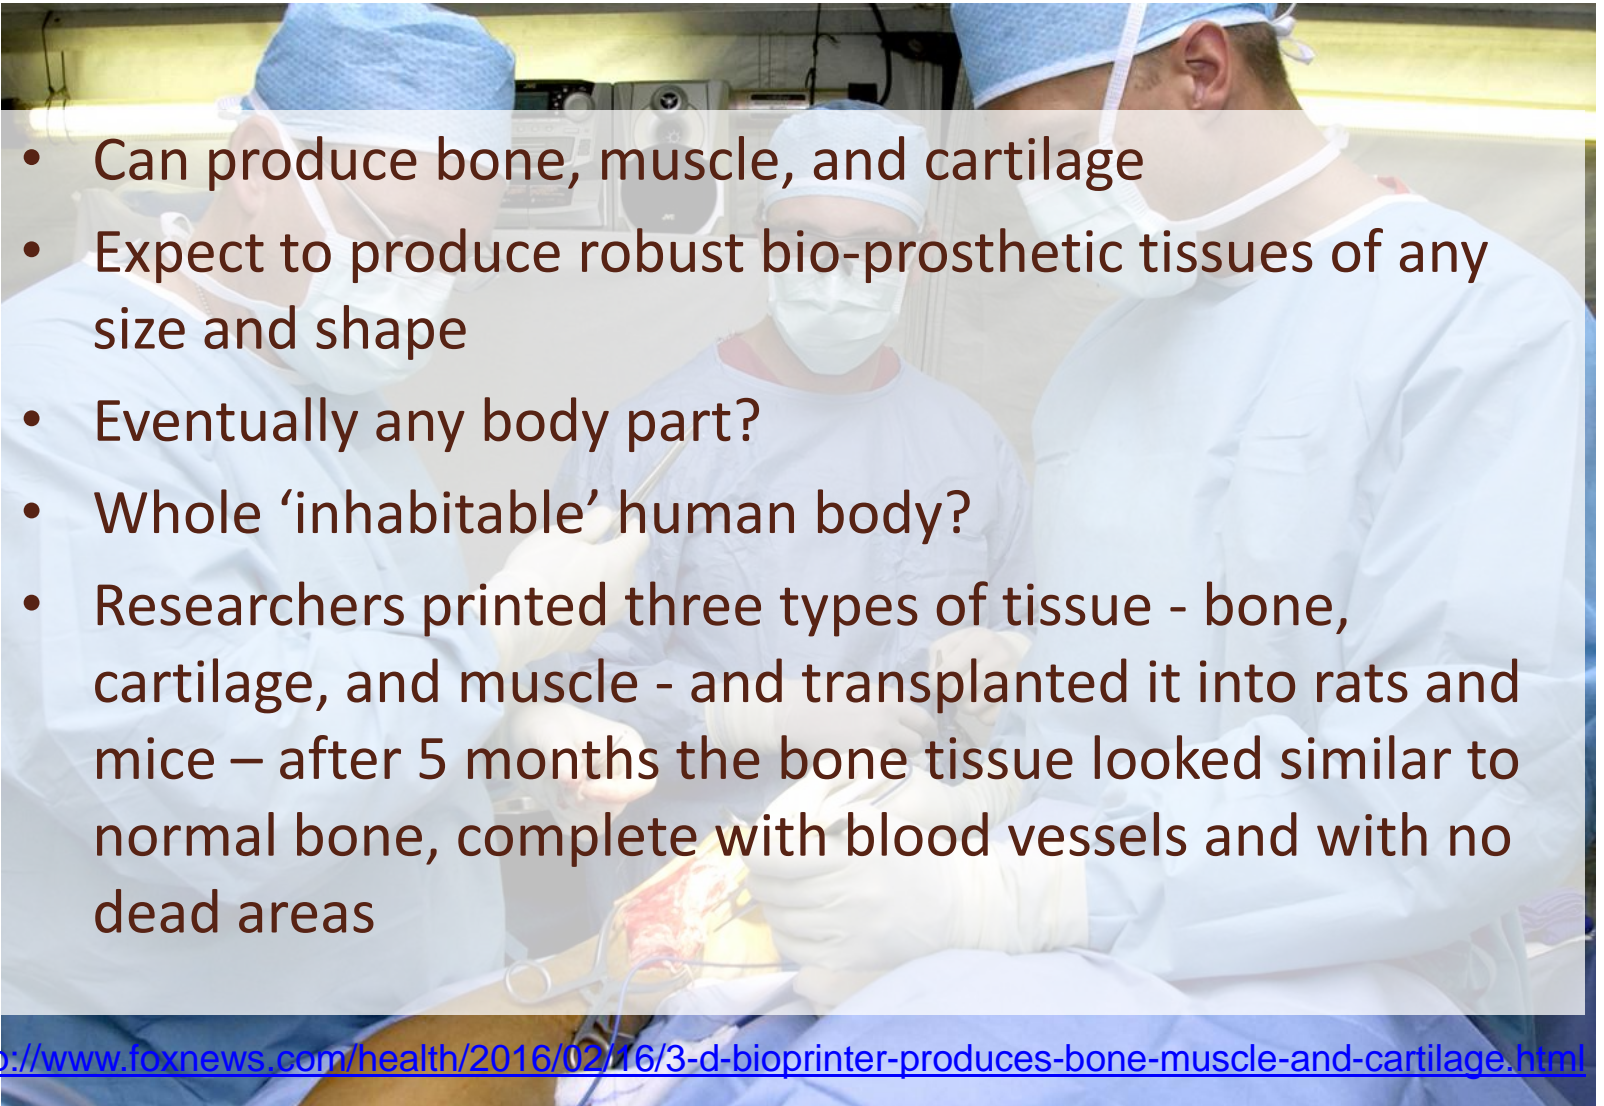 • Can produce bone, muscle, and cartilage
• Expect to produce robust bio-prosthetic tissues of any
size and shape
• Eventually any body part?
• Whole ‘inhabitable’ human body?
• Researchers printed three types of tissue - bone,
cartilage, and muscle - and transplanted it into rats and
mice – after 5 months the bone tissue looked similar to
normal bone, complete with blood vessels and with no
dead areas
p://www.foxnews.com/health/2016/02/16/3-d-bioprinter-produces-bone-muscle-and-cartilage.html